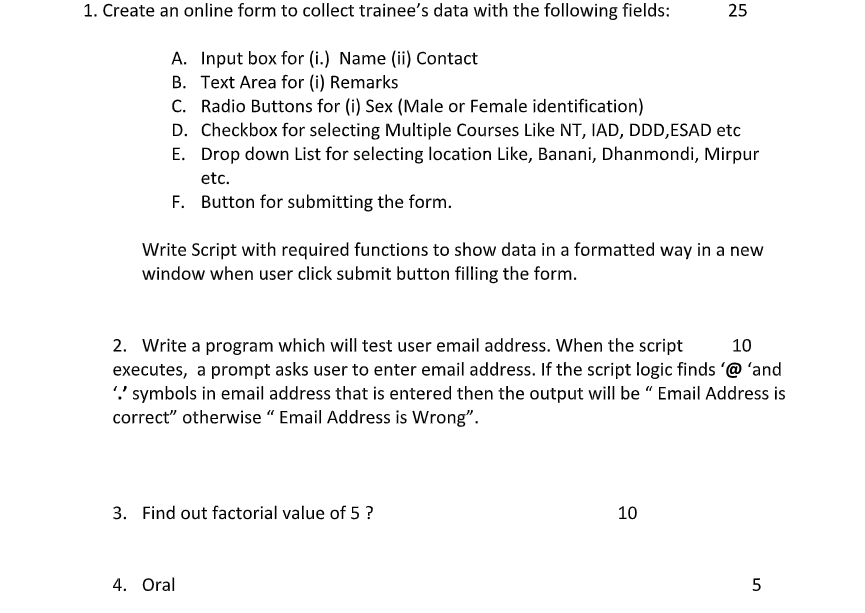 1. Create an online form to collect trainee’s data with the following fields: 25
A. Input box for (i.) Name (ii) Contact
B. Text Area for (i) Remarks
C. Radio Buttons for (i) Sex (Male or Female identification)
D. Checkbox for selecting Multiple Courses Like NT, IAD, DDD,ESAD etc
E. Drop down List for selecting location Like, Banani, Dhanmondi, Mirpur
etc.
F. Button for submitting the form.
Write Script with required functions to show data in a formatted way in a new
window when user click submit button filling the form.
2. Write a program which will test user email address. When the script 10
executes, a prompt asks user to enter email address. If the script logic finds ‘@ ‘and
‘.’ symbols in email address that is entered then the output will be “ Email Address is
correct” otherwise “ Email Address is Wrong”.
3. Find out factorial value of 5 ? 10
4. Oral 5